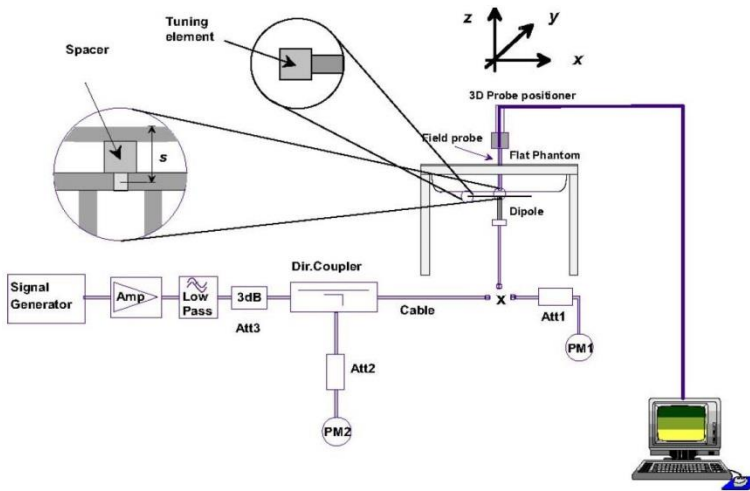 Tuning
element
Spacer
s
z
y
x
3D Probe positioner
Field probe
Flat Phantom
Dipole
Dir.Coupler
Signal
Generator
Amp
Low
Pass
3dB
Att3
Cable
x
Att1
PM1
Att2
PM2